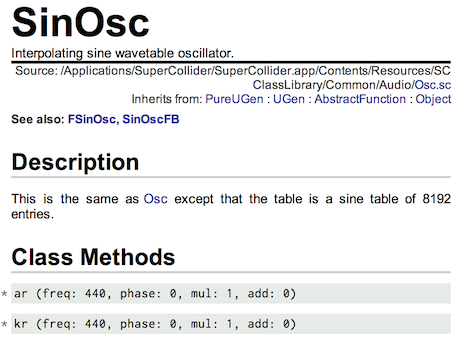 SinOsc
Interpolating sine wavetable oscillator.
Source: /Applications/SuperCollider/SuperCollider.app/Contents/Resources/SC
ClassLibrary/Common/Audio/Osc.sc
Inherits from: PureUGen : UGen : AbstractFunction : Object
See also: FSinOsc, SinOscFB
Description
This is the same as Osc except that the table is a sine table of 8192
entries.
Class Methods
* ar (freq: 440, phase: 0, mul: 1, add: 0)
* kr (freq: 440, phase: 0, mul: 1, add: 0)